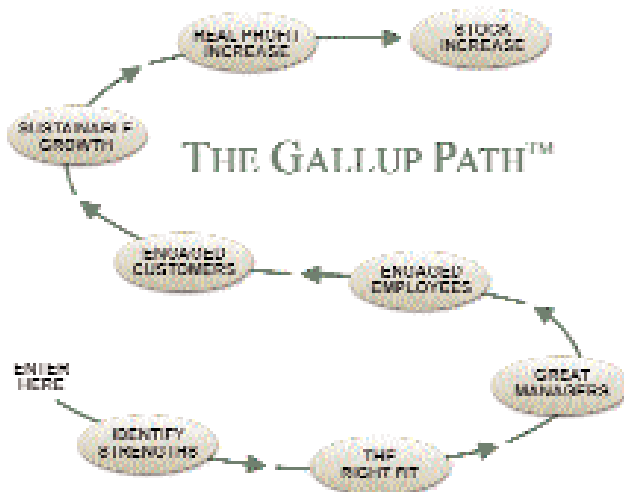 REAL PROFIT
INCREASE
STOCK
INCREASE
SUSTAINABLE
GROWTH
THE GALLUP PATH™
ENGAGED
CUSTOMERS
ENGAGED
EMPLOYEES
ENTER
HERE
GREAT
MANAGERS
IDENTIFY
STRENGTHS
THE
RIGHT FIT